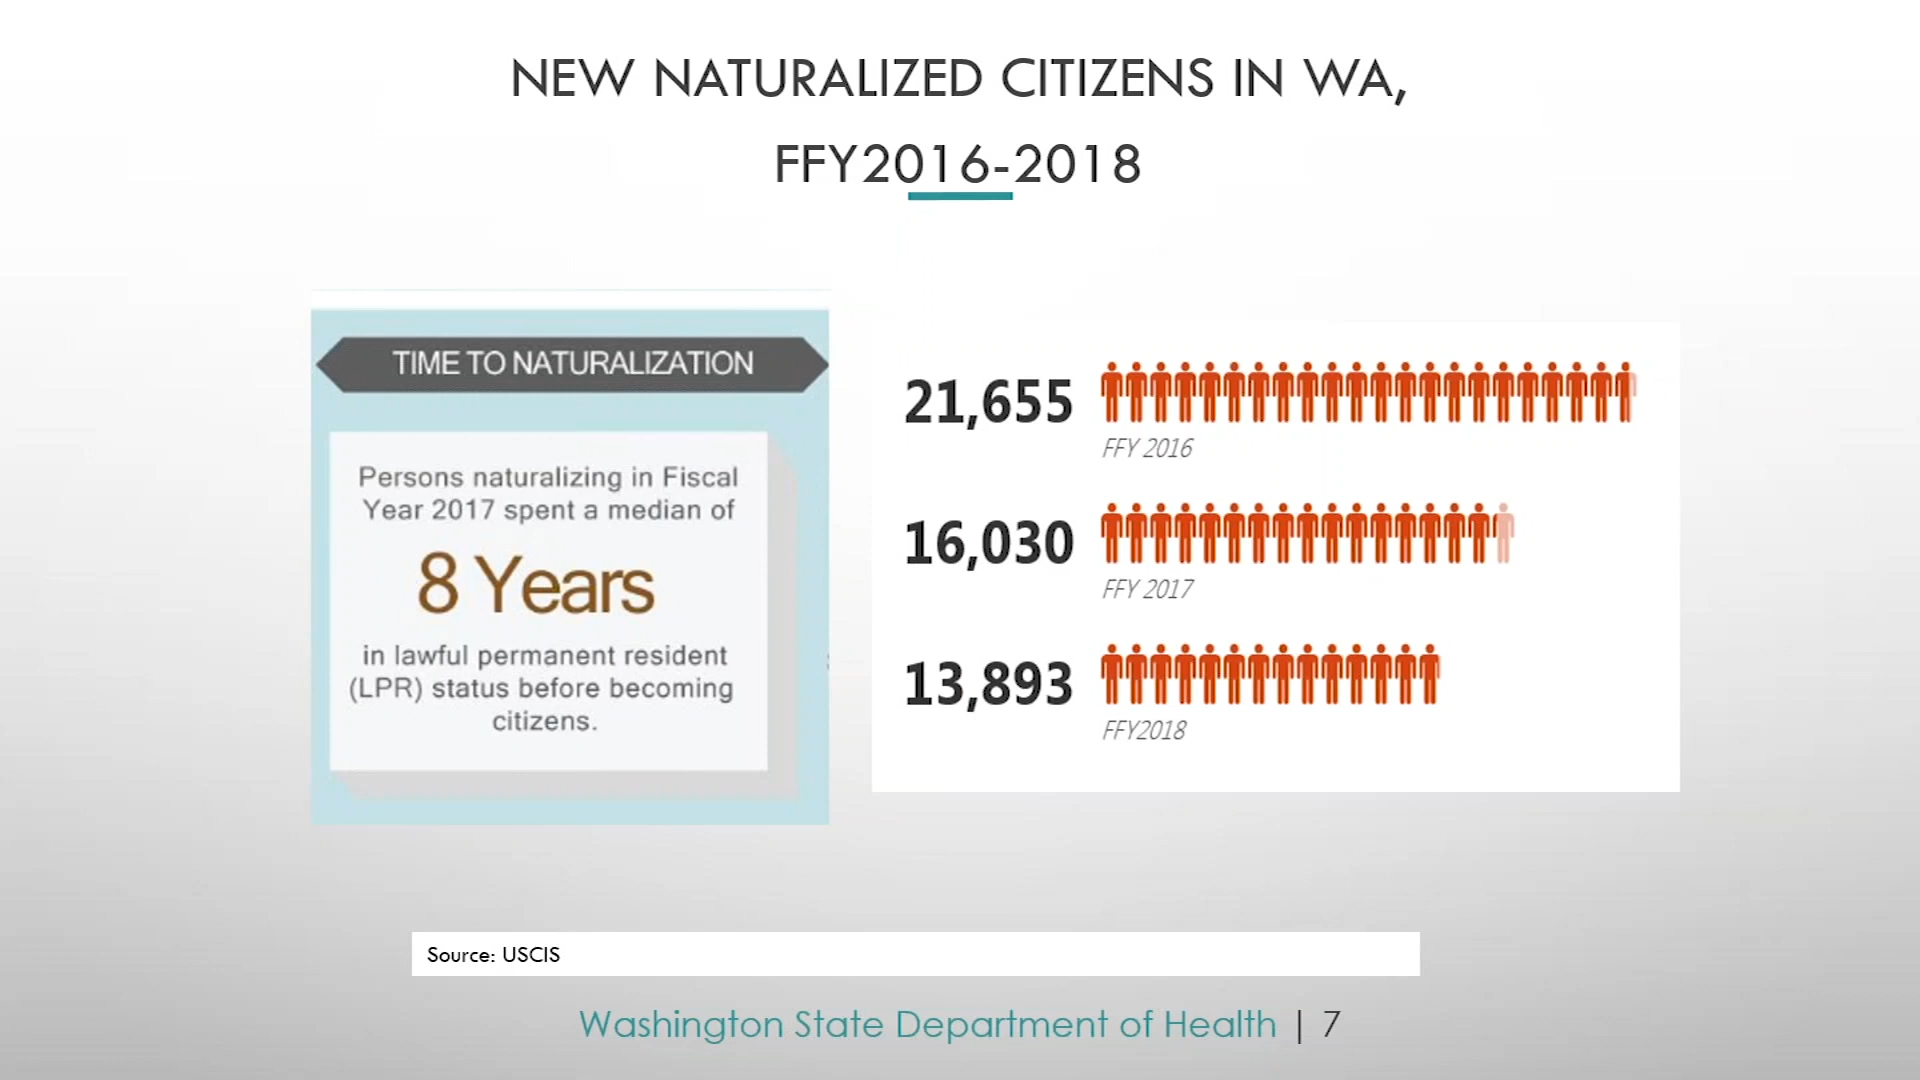 NEW NATURALIZED CITIZENS IN WA,
FFY2016-2018
TIME TO NATURALIZATION
Persons naturalizing in Fiscal
Year 2017 spent a median of
8 Years
in lawful permanent resident
(LPR) status before becoming
citizens.
21,655
FFY 2016
16,030
FFY 2017
13,893
FFY2018
Source: USCIS
Washington State Department of Health | 7